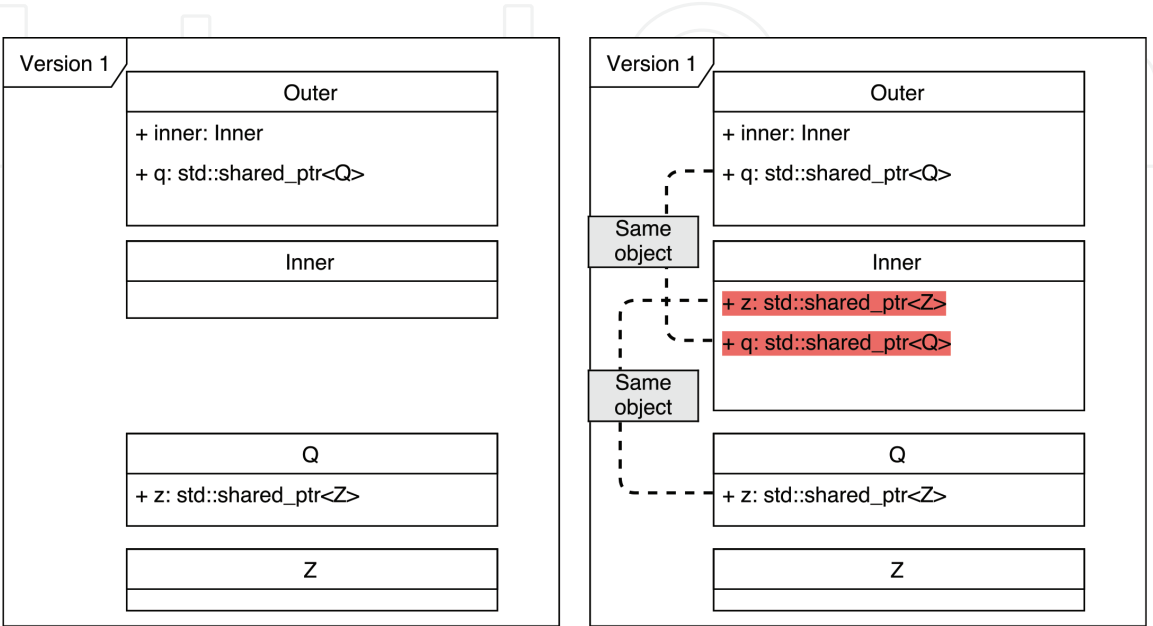 Version 1
Outer
+ inner: Inner
+ q: std::shared_ptr<Q>
Inner
Q
+ z: std::shared_ptr<Z>
Z
Version 1
Outer
+ inner: Inner
+ q: std::shared_ptr<Q>
Same
object
Inner
+ z: std::shared_ptr<Z>
+ q: std::shared_ptr<Q>
Same
object
Q
+ z: std::shared_ptr<Z>
Z